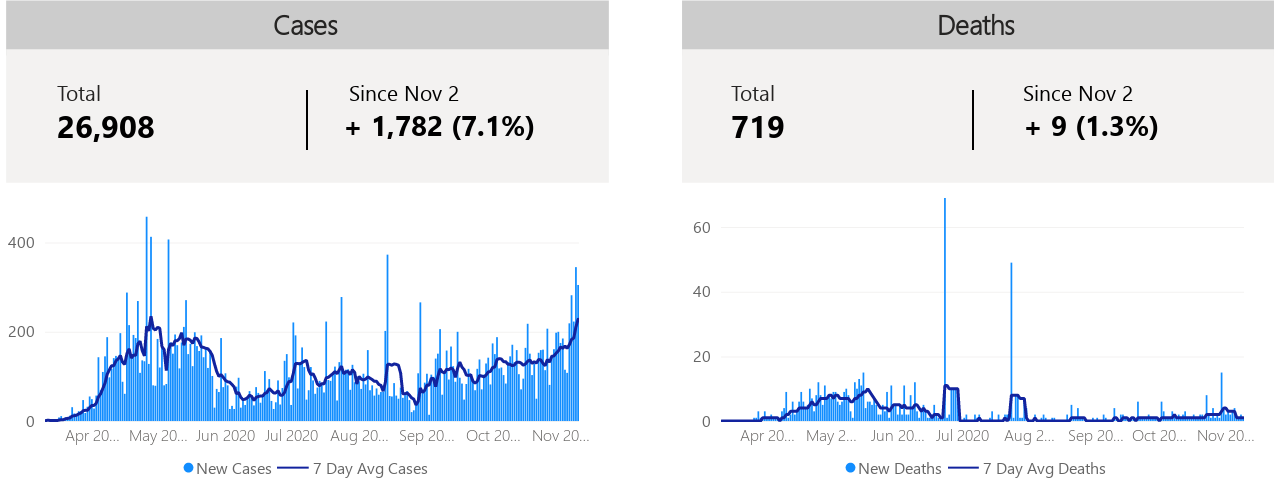 Cases
Total
Since Nov 2
26,908
+ 1,782 (7.1%)
400
200
0
Apr 20... May 20... Jun 2020 Jul 2020 Aug 20... Sep 20... Oct 20... Nov 20...
New Cases 7 Day Avg Cases
Deaths
Total
Since Nov 2
719
+ 9 (1.3%)
60
40
20
0
Apr 20... May 2... Jun 20... Jul 2020 Aug 2... Sep 20... Oct 20... Nov 20...
New Deaths 7 Day Avg Deaths